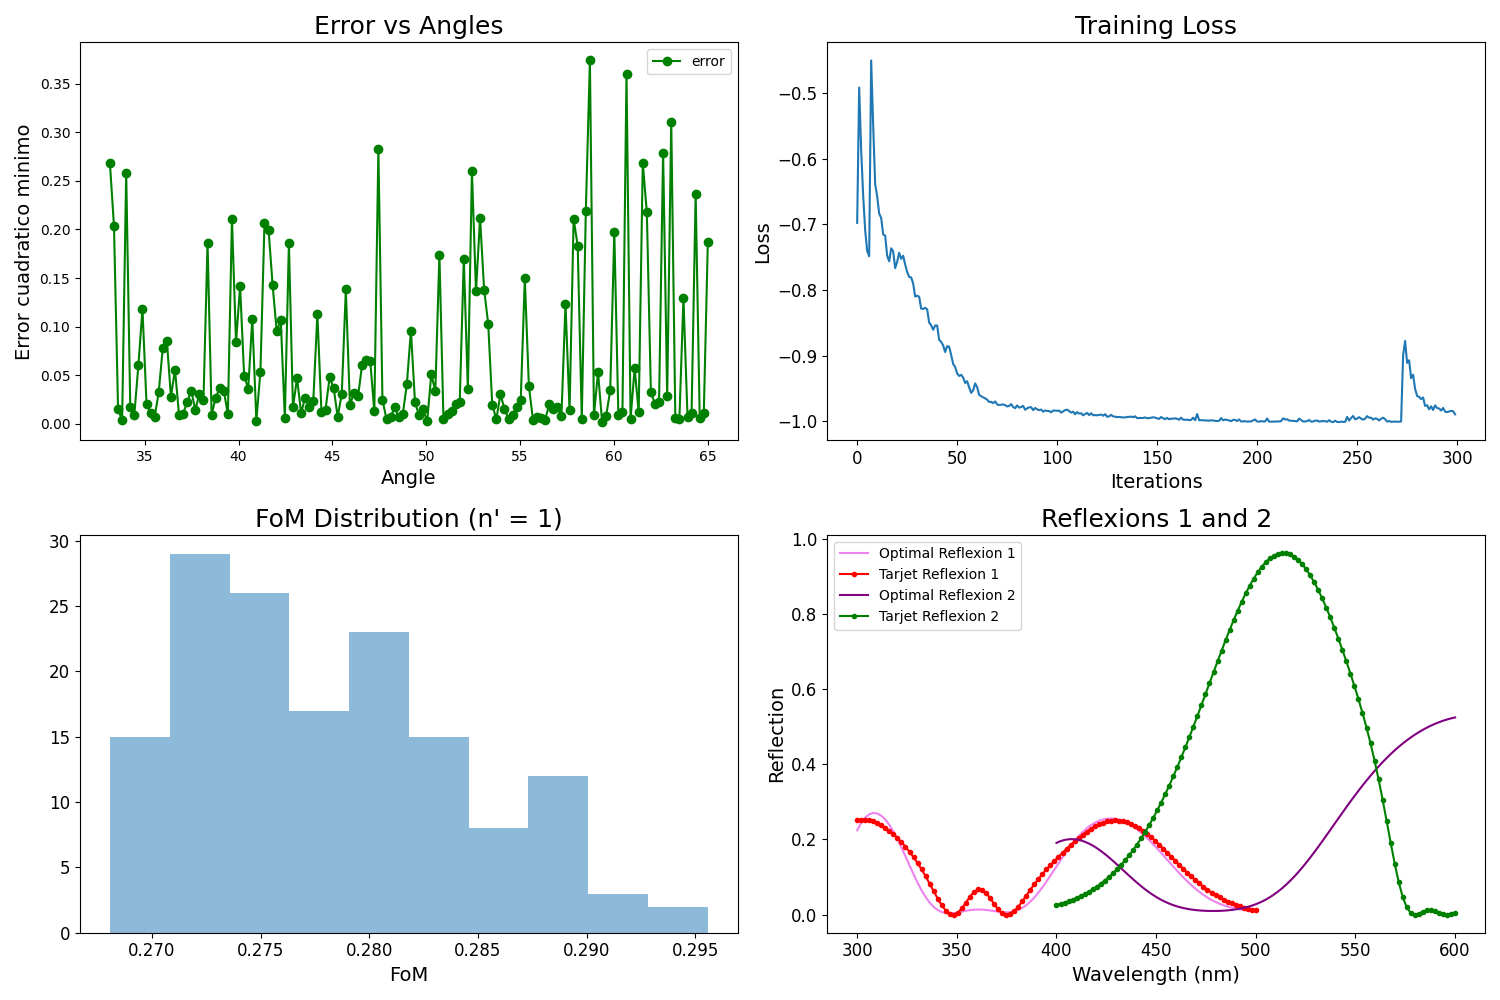 Error vs Angles
error
Error cuadratico minimo
0.35
0.30
0.25
0.20
0.15
0.10
0.05
0.00
35 40 45 50 55 60 65
Angle
Training Loss
Loss
−0.5
−0.6
−0.7
−0.8
−0.9
−1.0
0 50 100 150 200 250 300
Iterations
FoM Distribution (n' = 1)
30
25
20
15
10
5
0
0.270 0.275 0.280 0.285 0.290 0.295
FoM
Reflexions 1 and 2
Optimal Reflexion 1
Tarjet Reflexion 1
Optimal Reflexion 2
Tarjet Reflexion 2
Reflection
1.0
0.8
0.6
0.4
0.2
0.0
300 350 400 450 500 550 600
Wavelength (nm)